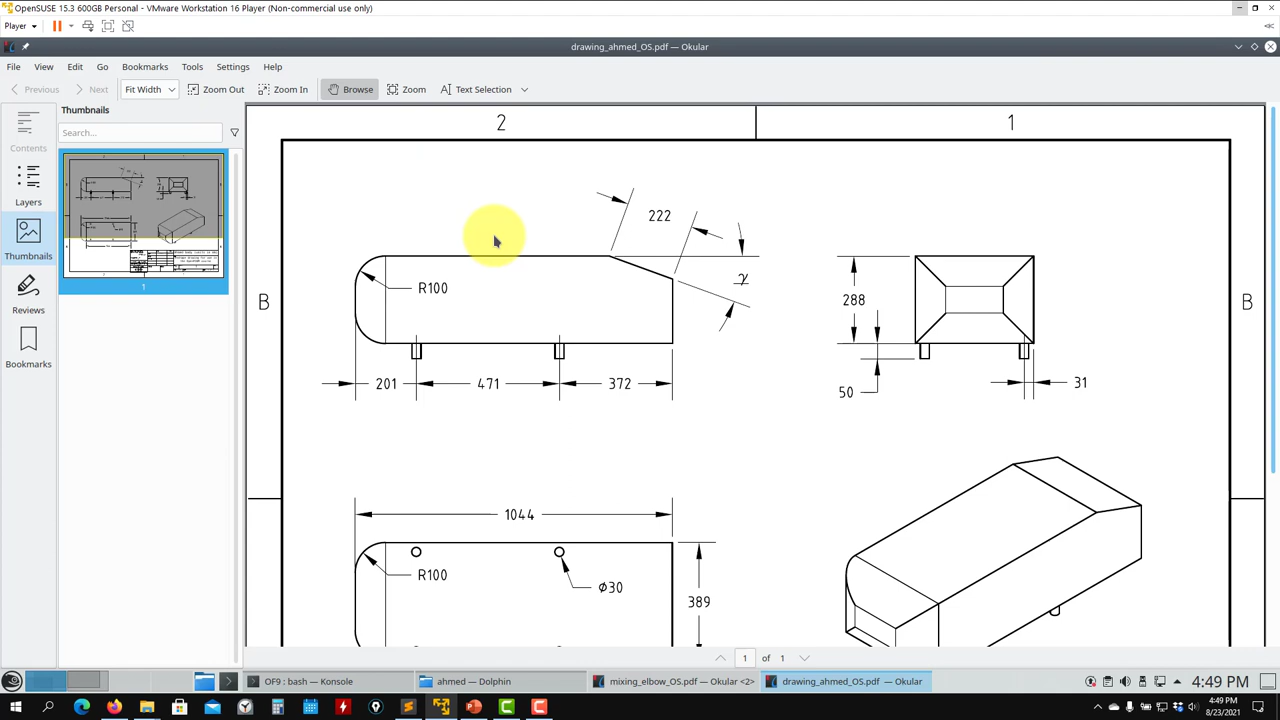 OpenSUSE 15.3 600GB Personal - VMware Workstation 16 Player (Non-commercial use only)
Player
drawing_ahmed_OS.pdf — Okular
File View Edit Go Bookmarks Tools Settings Help
Previous Next Fit Width Zoom Out Zoom In Browse Zoom Text Selection
Contents
Layers
Thumbnails
Reviews
Bookmarks
Thumbnails
Search...
1
2 1
222
γ
R100
288
B B
201 471 372
50 31
1044
R100
Ø30
389
1 of 1
OF9 : bash — Konsole
ahmed — Dolphin
mixing_elbow_OS.pdf — Okular <2>
drawing_ahmed_OS.pdf — Okular
4:49 PM
4:49 PM
8/23/2021